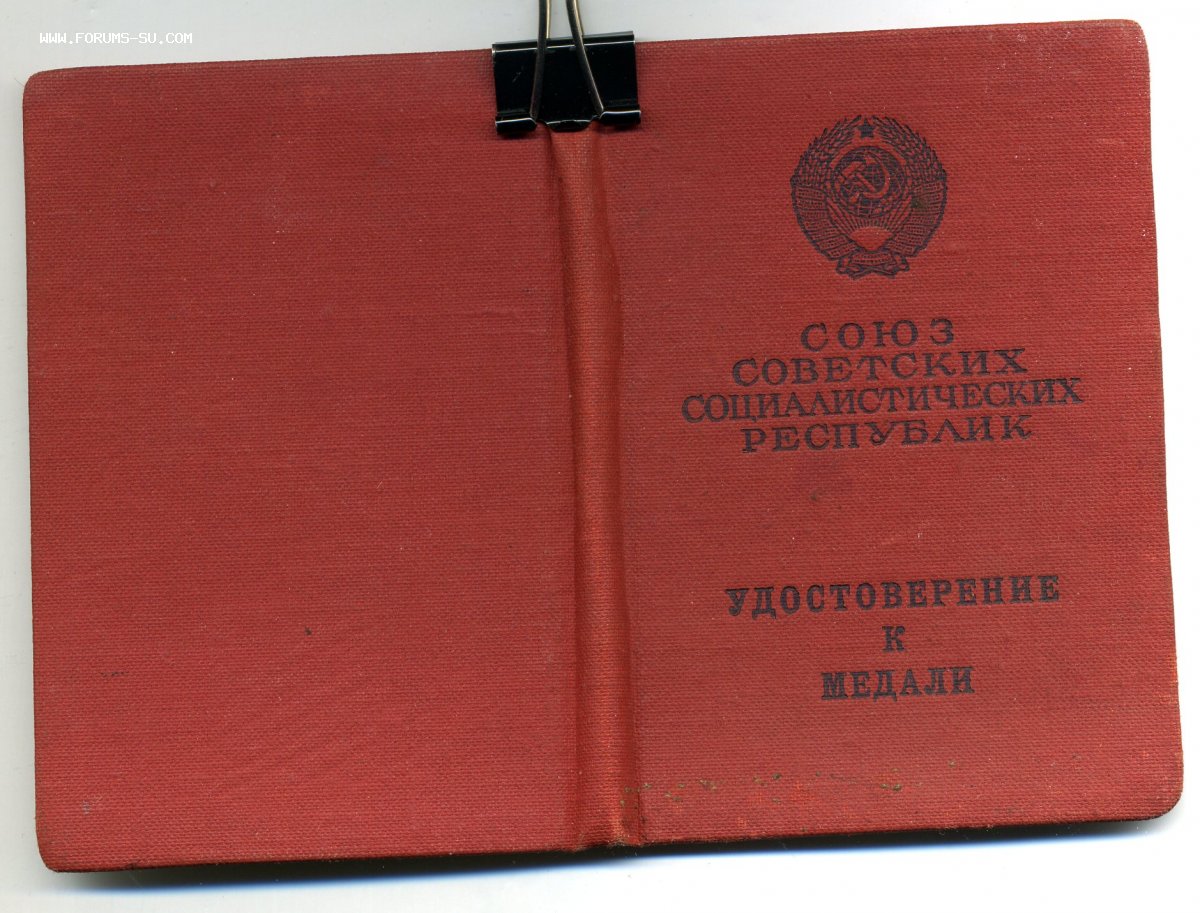 WWW.FORUMS-SU.COM
СОЮЗ
СОВЕТСКИХ
СОЦИАЛИСТИЧЕСКИХ
РЕСПУБЛИК
УДОСТОВЕРЕНИЕ
К
МЕДАЛИ